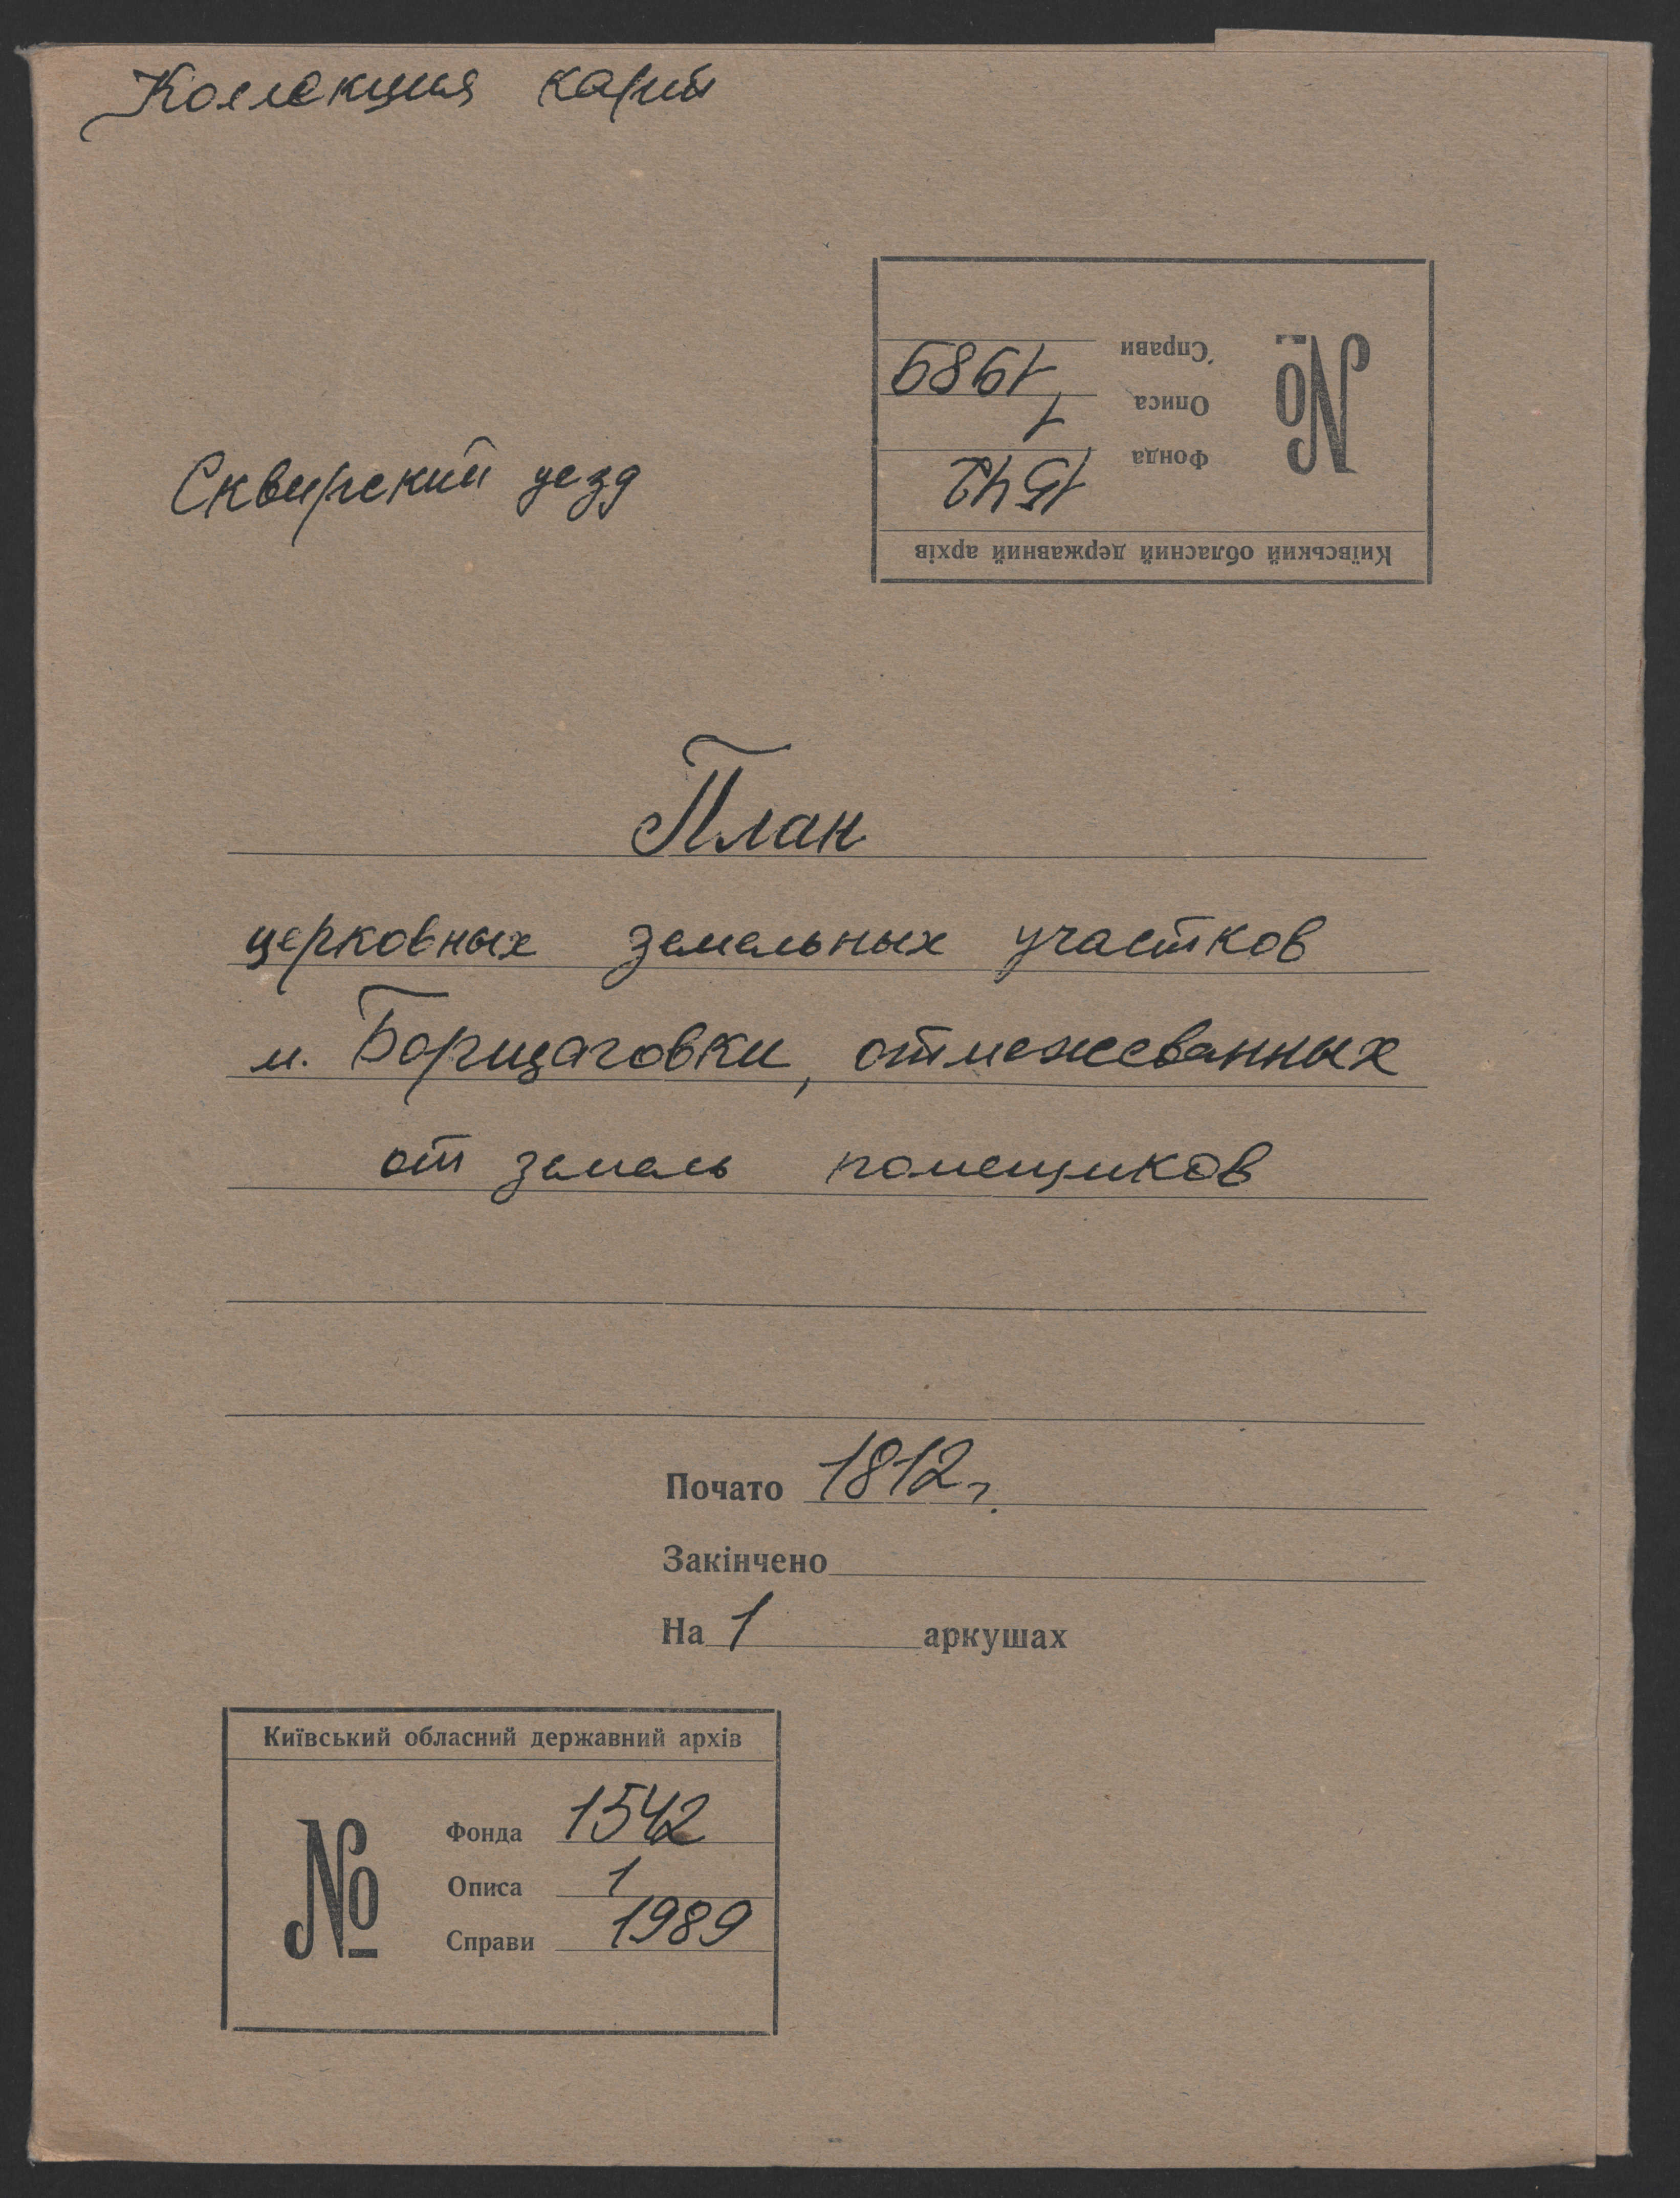 Коллекция карт
Справи 1989
Описа 1
Фонда 1542
№
Київський обласний державний архів
Сквирский уезд
План
церковных земельных участков
м. Борщаговки, отмежеванных
от земель помещиков
Почато 1812 г.
Закінчено
На 1 аркушах
Київський обласний державний архів
№
Фонда 1542
Описа 1
Справи 1989